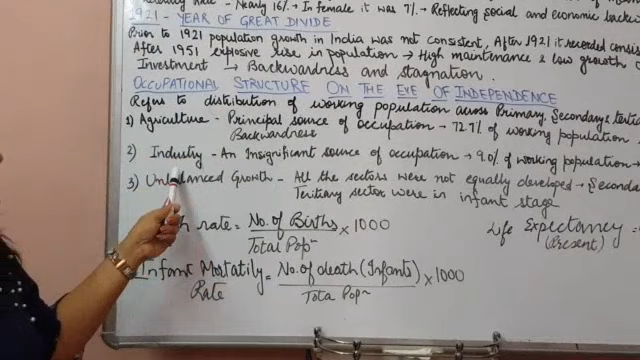 Rate - Nearly 16%. - In female it was 7%. → Reflecting social and economic
1921 - YEAR OF GREAT DIVIDE
Prior to 1921 population growth in India was not consistent, After 1921 it recorded
After 1951 explosive rise in population → High maintenance & low growth
Investment → Backwardness and stagnation.
OCCUPATIONAL STRUCTURE ON THE EVE OF INDEPENDENCE
Refers to distribution of working population across Primary, Secondary &
1) Agriculture - Principal source of occupation → 72.7% of working population
Backwardness
2) Industry - An Insignificant source of occupation → 9.0% of working population
3) Unbalanced Growth - All the sectors were not equally developed →
Tertiary sector were in infant stage
rate = No. of Births × 1000
Total Popⁿ
Life Expectancy =
(Present)
Infant Mortatily = No. of death (Infants) × 1000
Rate Tota Popⁿ